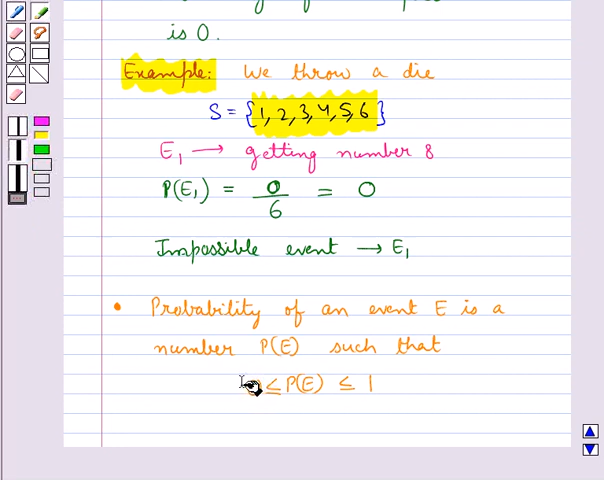 is 0.
Example: We throw a die
S = {1, 2, 3, 4, 5, 6}
E₁ → getting number 8
P(E₁) = 0/6 = 0
Impossible event → E₁
• Probability of an event E is a
number P(E) such that
≤ P(E) ≤ 1